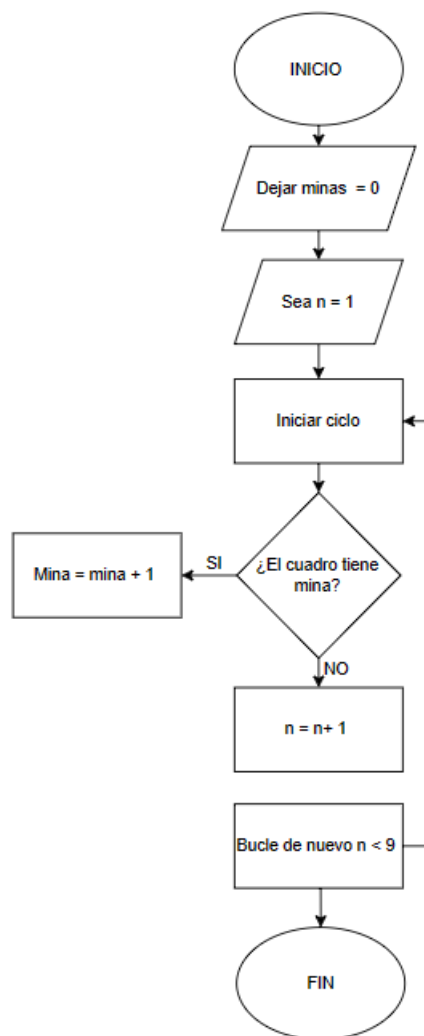 INICIO
Dejar minas = 0
Sea n = 1
Iniciar ciclo
¿El cuadro tiene
mina?
SI
Mina = mina + 1
NO
n = n+ 1
Bucle de nuevo n < 9
FIN